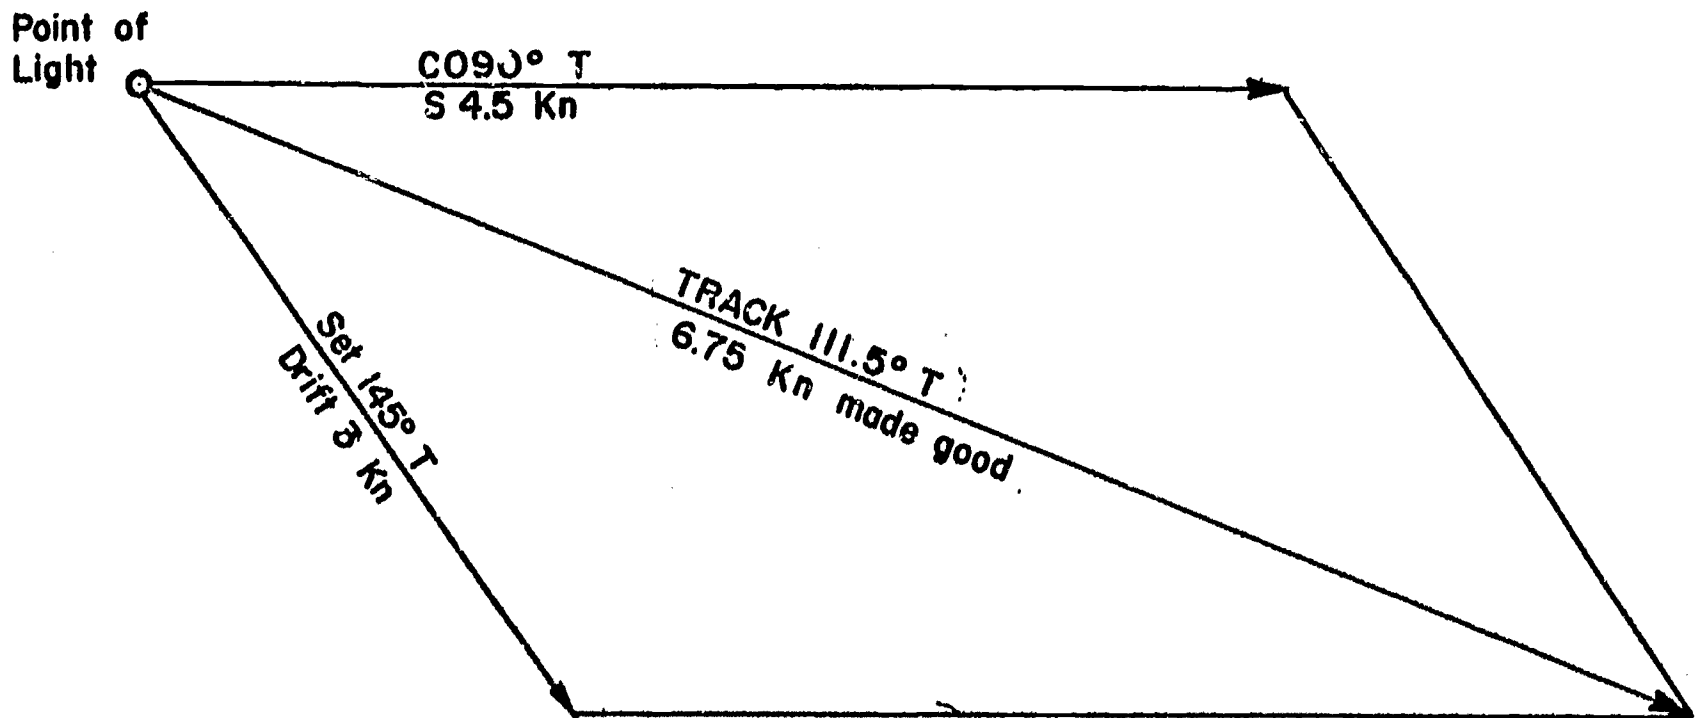 Point of
Light
C090° T
S 4.5 Kn
TRACK 111.5° T
6.75 Kn made good
Set 145° T
Drift 3 Kn